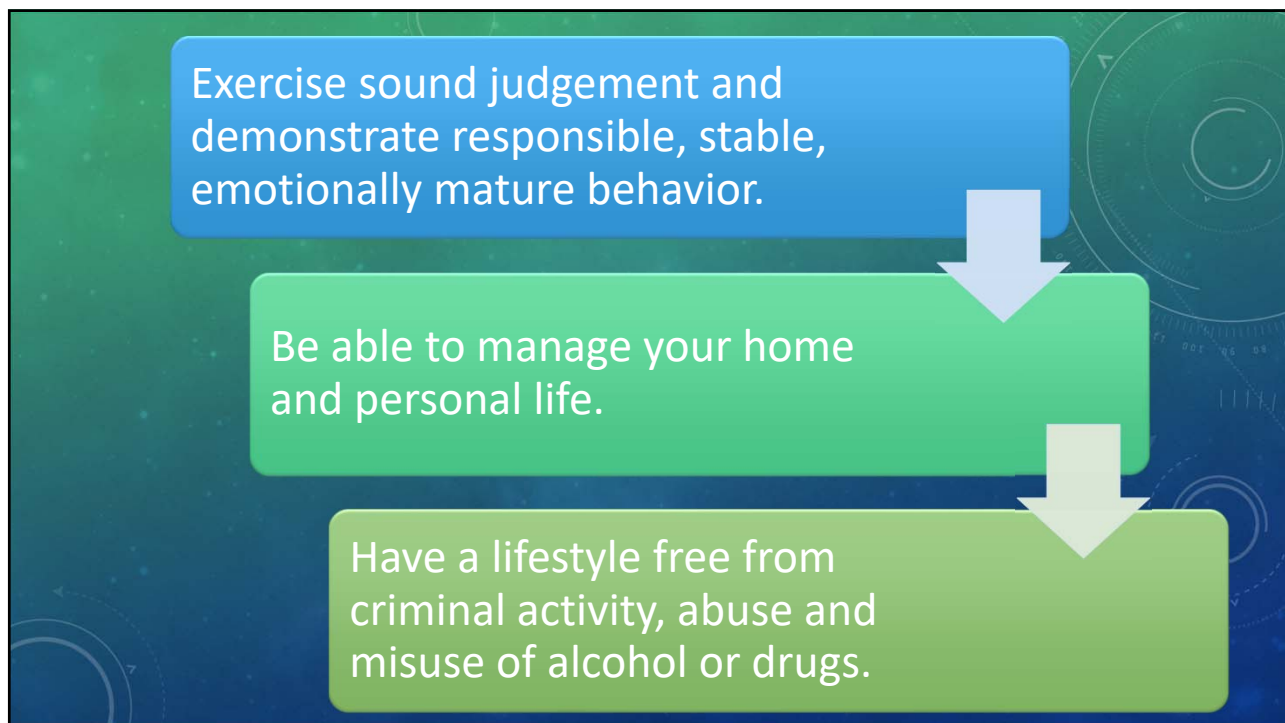 Exercise sound judgement and
demonstrate responsible, stable,
emotionally mature behavior.
Be able to manage your home
and personal life.
Have a lifestyle free from
criminal activity, abuse and
misuse of alcohol or drugs.